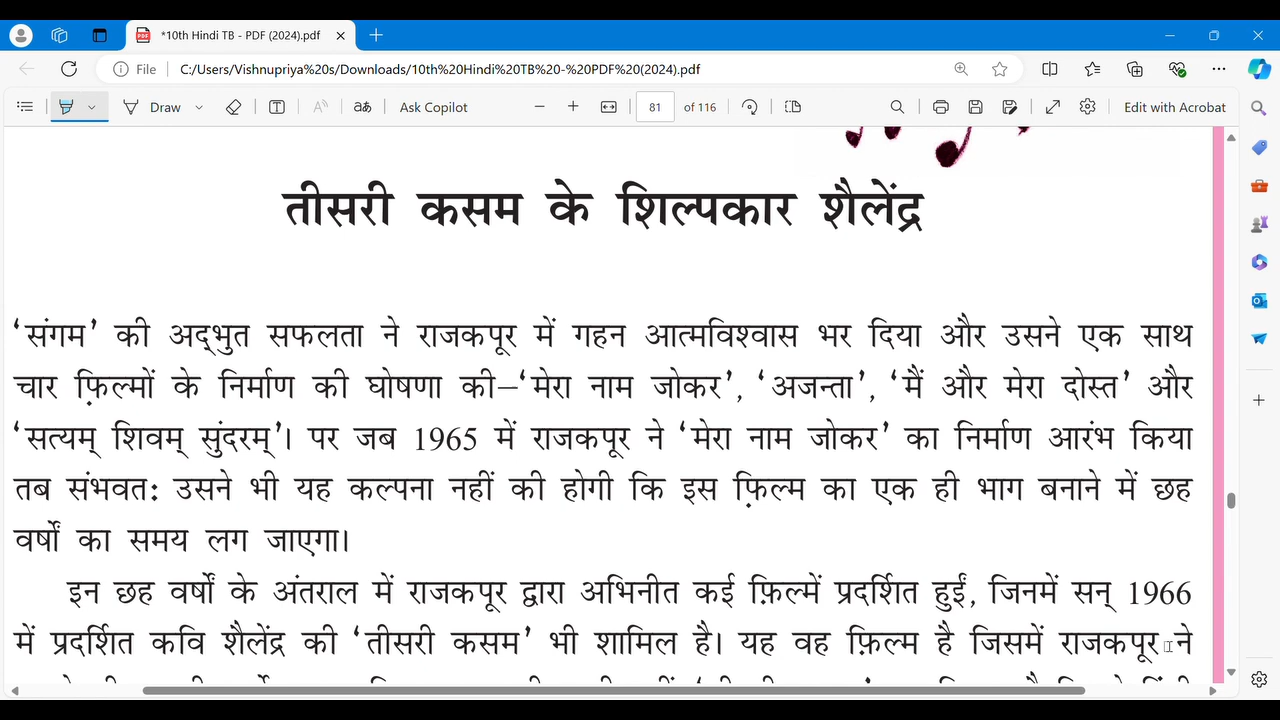 *10th Hindi TB - PDF (2024).pdf
File C:/Users/Vishnupriya%20s/Downloads/10th%20Hindi%20TB%20-%20PDF%20(2024).pdf
Draw aあ Ask Copilot 81 of 116 Edit with Acrobat
तीसरी कसम के शिल्पकार शैलेंद्र
‘संगम’ की अद्भुत सफलता ने राजकपूर में गहन आत्मविश्वास भर दिया और उसने एक साथ
चार फ़िल्मों के निर्माण की घोषणा की–‘मेरा नाम जोकर’, ‘अजन्ता’, ‘मैं और मेरा दोस्त’ और
‘सत्यम् शिवम् सुंदरम्’। पर जब 1965 में राजकपूर ने ‘मेरा नाम जोकर’ का निर्माण आरंभ किया
तब संभवतः उसने भी यह कल्पना नहीं की होगी कि इस फ़िल्म का एक ही भाग बनाने में छह
वर्षों का समय लग जाएगा।
इन छह वर्षों के अंतराल में राजकपूर द्वारा अभिनीत कई फ़िल्में प्रदर्शित हुईं, जिनमें सन् 1966
में प्रदर्शित कवि शैलेंद्र की ‘तीसरी कसम’ भी शामिल है। यह वह फ़िल्म है जिसमें राजकपूर ने